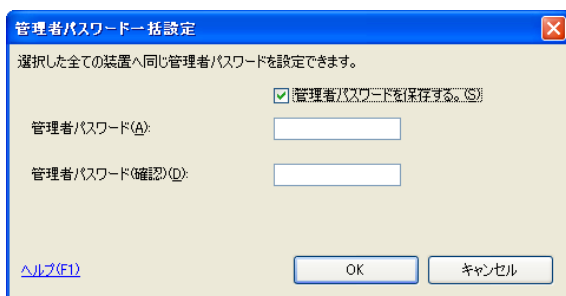 管理者パスワード一括設定
選択した全ての装置へ同じ管理者パスワードを設定できます。
管理者パスワードを保存する。(S)
管理者パスワード(A):
管理者パスワード(確認)(D):
ヘルプ(F1)
OK
キャンセル